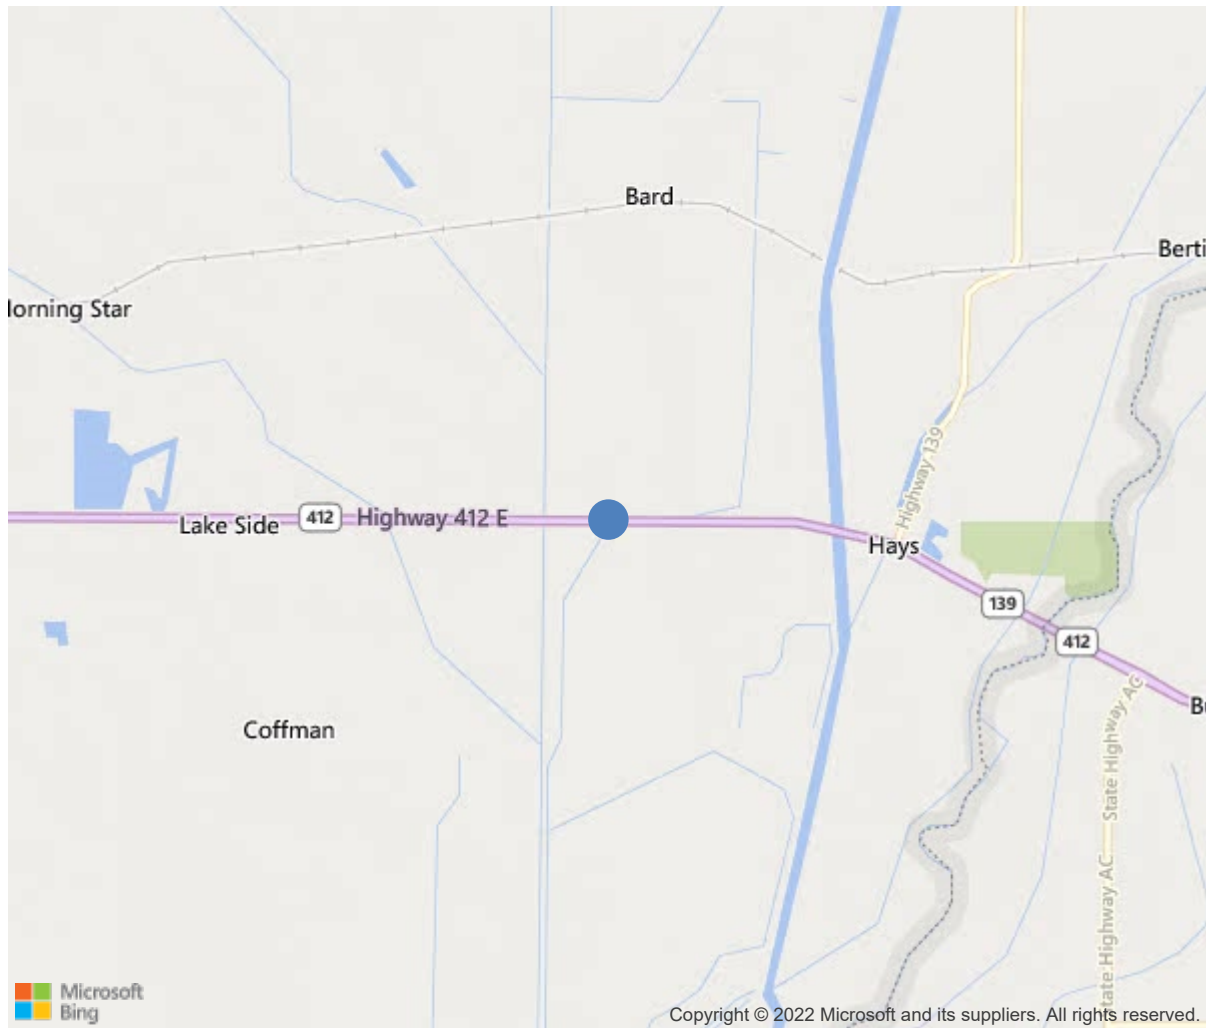 Bard
Berti
lorning Star
Highway 139
Lake Side
412
Highway 412 E
Hays
139
412
Coffman
State Highway AC
State Highway AC
Microsoft
Bing
Copyright © 2022 Microsoft and its suppliers. All rights reserved.